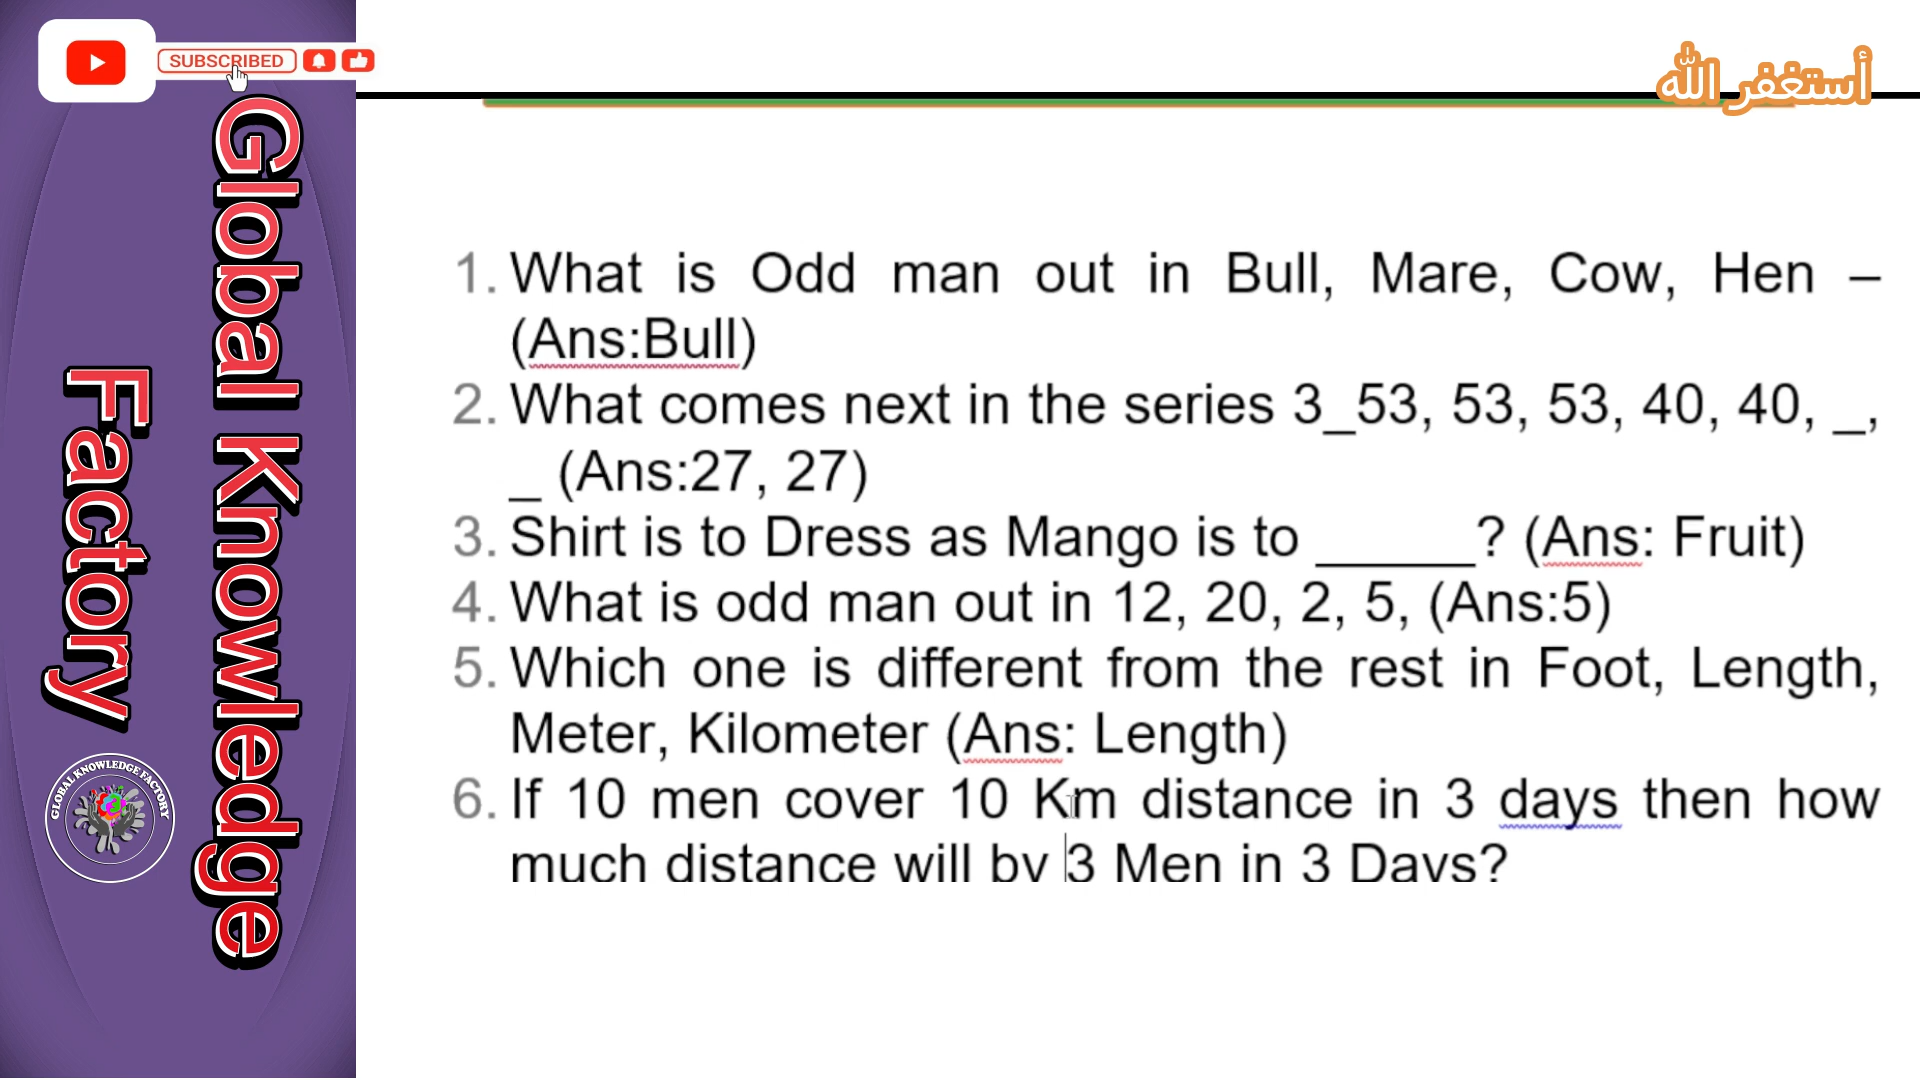 SUBSCRIBED
أستغفر الله
Global Knowledge
Factory
GLOBAL KNOWLEDGE FACTORY
1. What is Odd man out in Bull, Mare, Cow, Hen –
(Ans:Bull)
2. What comes next in the series 3_53, 53, 53, 40, 40, _,
_ (Ans:27, 27)
3. Shirt is to Dress as Mango is to ______? (Ans: Fruit)
4. What is odd man out in 12, 20, 2, 5, (Ans:5)
5. Which one is different from the rest in Foot, Length,
Meter, Kilometer (Ans: Length)
6. If 10 men cover 10 Km distance in 3 days then how
much distance will by 3 Men in 3 Days?